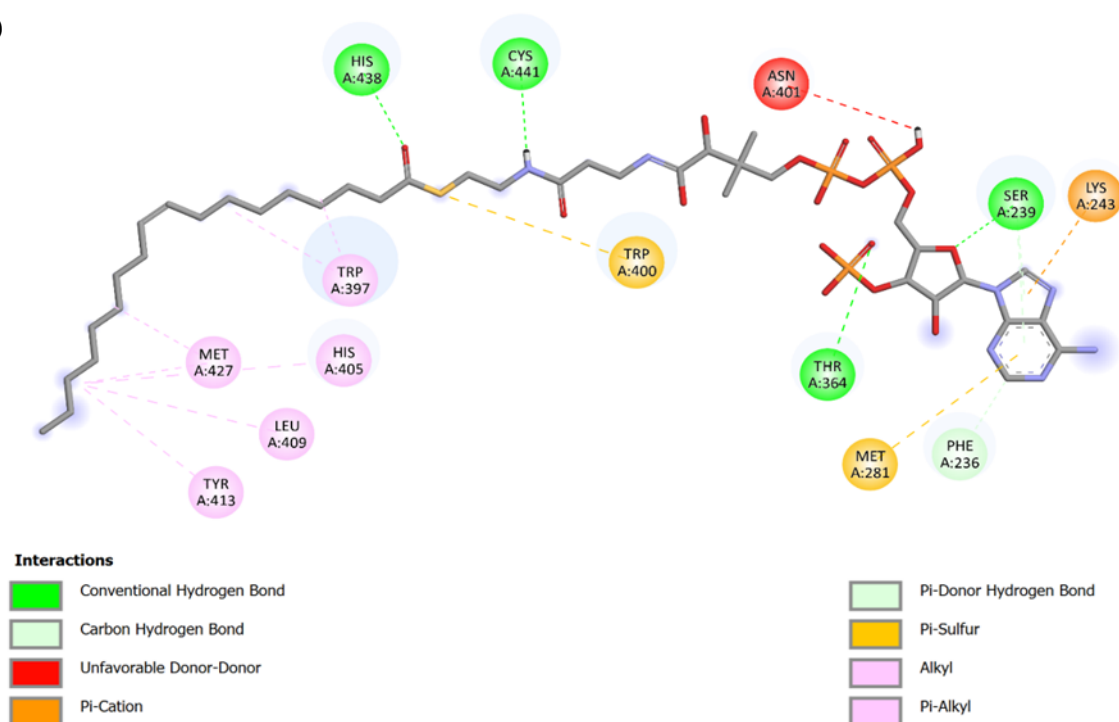 )
HIS
A:438
CYS
A:441
ASN
A:401
SER
A:239
LYS
A:243
TRP
A:397
TRP
A:400
MET
A:427
HIS
A:405
THR
A:364
LEU
A:409
MET
A:281
PHE
A:236
TYR
A:413
Interactions
Conventional Hydrogen Bond
Carbon Hydrogen Bond
Unfavorable Donor-Donor
Pi-Cation
Pi-Donor Hydrogen Bond
Pi-Sulfur
Alkyl
Pi-Alkyl